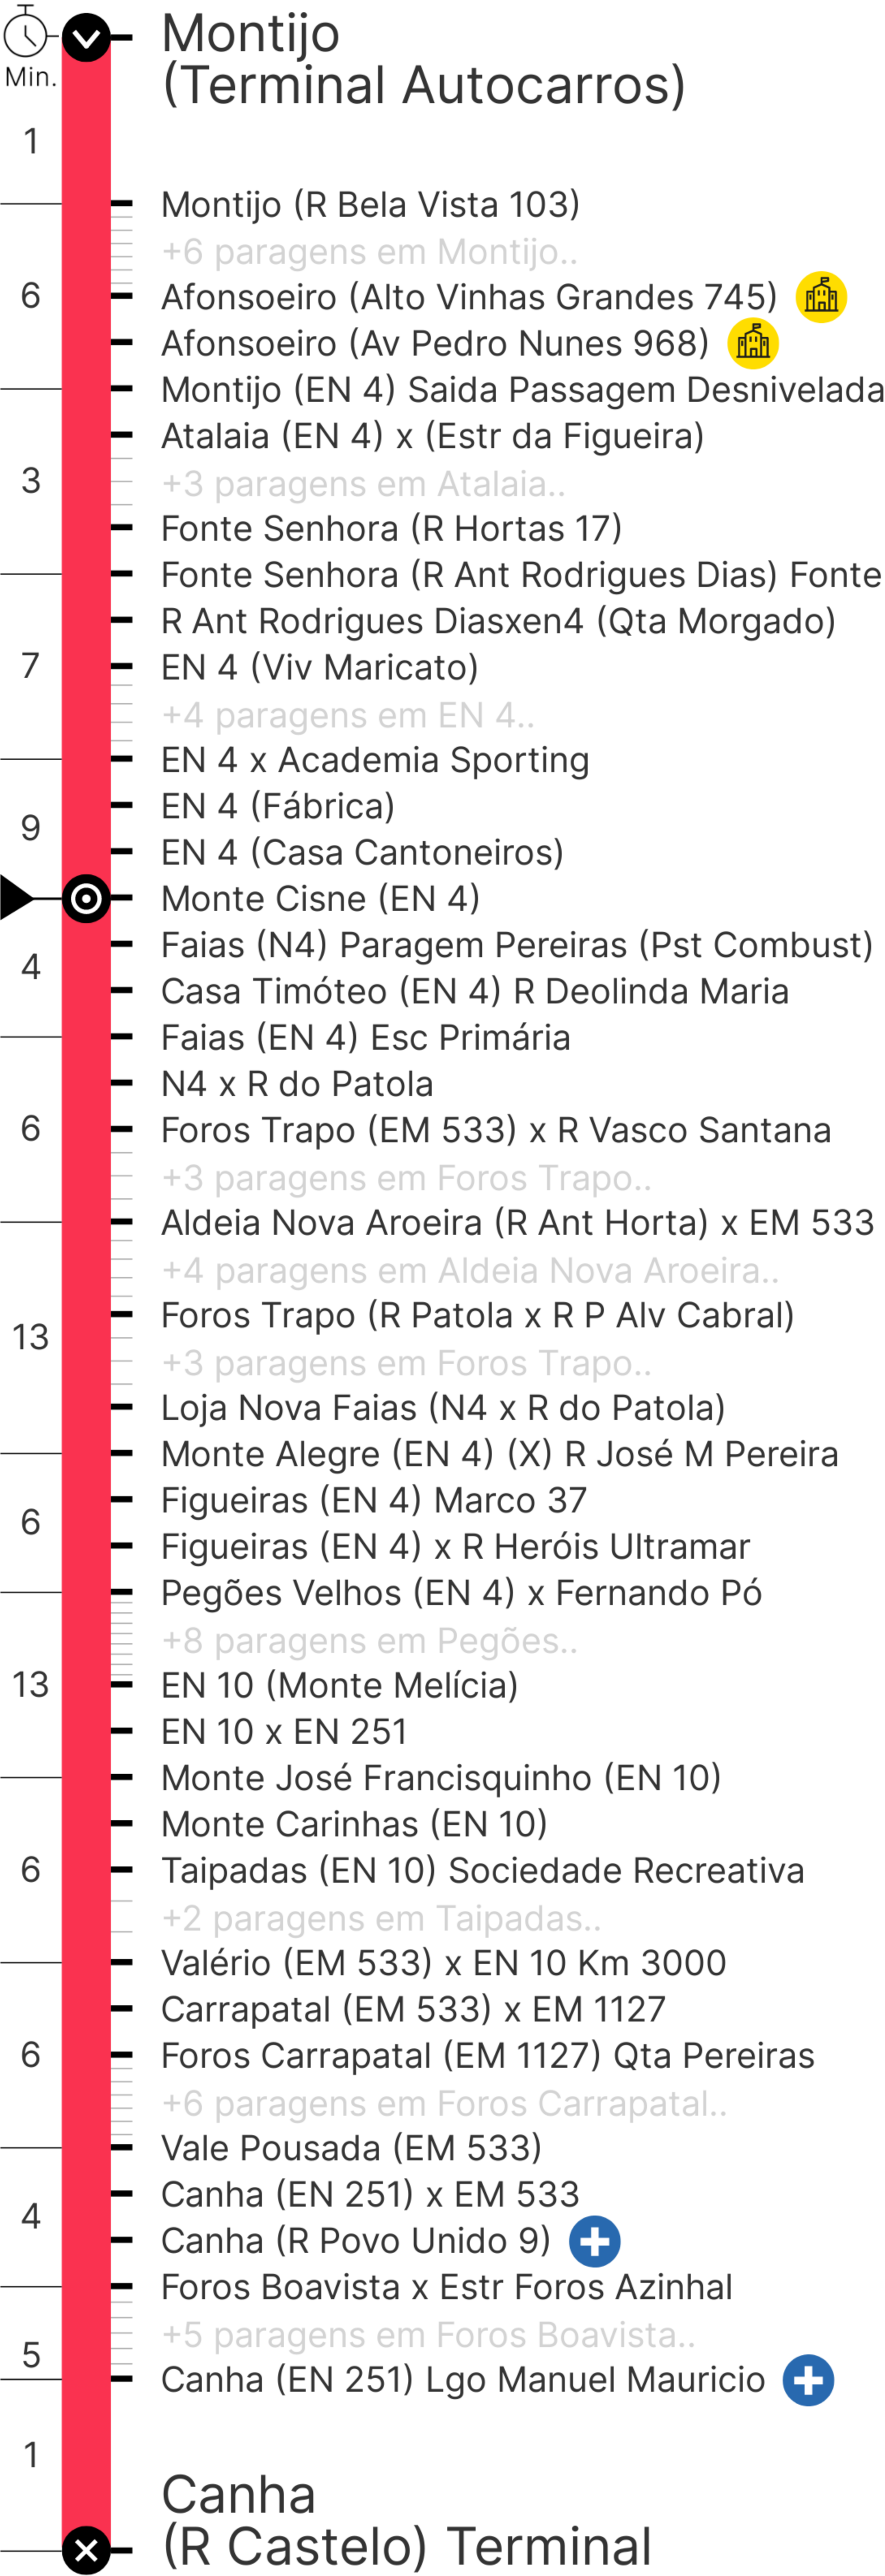 Montijo
(Terminal Autocarros)
Min.
1
Montijo (R Bela Vista 103)
+6 paragens em Montijo..
6
Afonsoeiro (Alto Vinhas Grandes 745)
Afonsoeiro (Av Pedro Nunes 968)
Montijo (EN 4) Saida Passagem Desnivelada
Atalaia (EN 4) x (Estr da Figueira)
3
+3 paragens em Atalaia..
Fonte Senhora (R Hortas 17)
Fonte Senhora (R Ant Rodrigues Dias) Fonte
R Ant Rodrigues Diasxen4 (Qta Morgado)
7
EN 4 (Viv Maricato)
+4 paragens em EN 4..
EN 4 x Academia Sporting
EN 4 (Fábrica)
9
EN 4 (Casa Cantoneiros)
Monte Cisne (EN 4)
Faias (N4) Paragem Pereiras (Pst Combust)
4
Casa Timóteo (EN 4) R Deolinda Maria
Faias (EN 4) Esc Primária
N4 x R do Patola
6
Foros Trapo (EM 533) x R Vasco Santana
+3 paragens em Foros Trapo..
Aldeia Nova Aroeira (R Ant Horta) x EM 533
+4 paragens em Aldeia Nova Aroeira..
Foros Trapo (R Patola x R P Alv Cabral)
13
+3 paragens em Foros Trapo..
Loja Nova Faias (N4 x R do Patola)
Monte Alegre (EN 4) (X) R José M Pereira
Figueiras (EN 4) Marco 37
6
Figueiras (EN 4) x R Heróis Ultramar
Pegões Velhos (EN 4) x Fernando Pó
+8 paragens em Pegões..
13
EN 10 (Monte Melícia)
EN 10 x EN 251
Monte José Francisquinho (EN 10)
Monte Carinhas (EN 10)
6
Taipadas (EN 10) Sociedade Recreativa
+2 paragens em Taipadas..
Valério (EM 533) x EN 10 Km 3000
Carrapatal (EM 533) x EM 1127
6
Foros Carrapatal (EM 1127) Qta Pereiras
+6 paragens em Foros Carrapatal..
Vale Pousada (EM 533)
Canha (EN 251) x EM 533
4
Canha (R Povo Unido 9)
Foros Boavista x Estr Foros Azinhal
+5 paragens em Foros Boavista..
5
Canha (EN 251) Lgo Manuel Mauricio
1
Canha
(R Castelo) Terminal